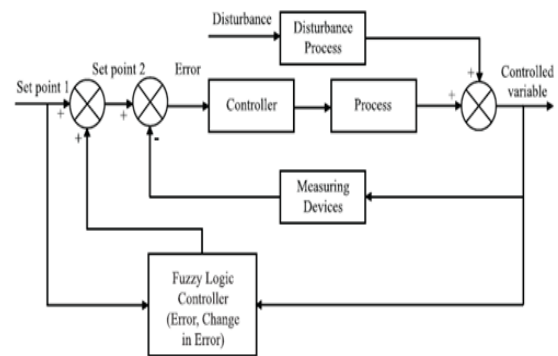 Disturbance
Disturbance
Process
Set point 1
Set point 2
Error
Controller
Process
Controlled
variable
+
+
+
+
+
-
Measuring
Devices
Fuzzy Logic
Controller
(Error, Change
in Error)